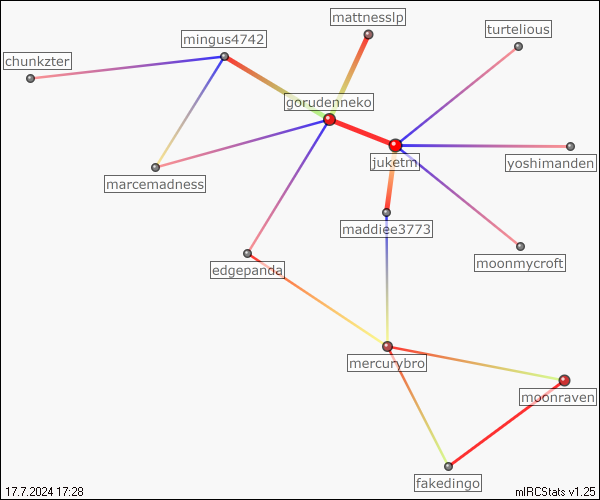 mattnesslp
turtelious
mingus4742
chunkzter
gorudenneko
juketm
yoshimanden
marcemadness
maddiee3773
edgepanda
moonmycroft
mercurybro
moonraven
fakedingo
17.7.2024 17:28
mIRCStats v1.25